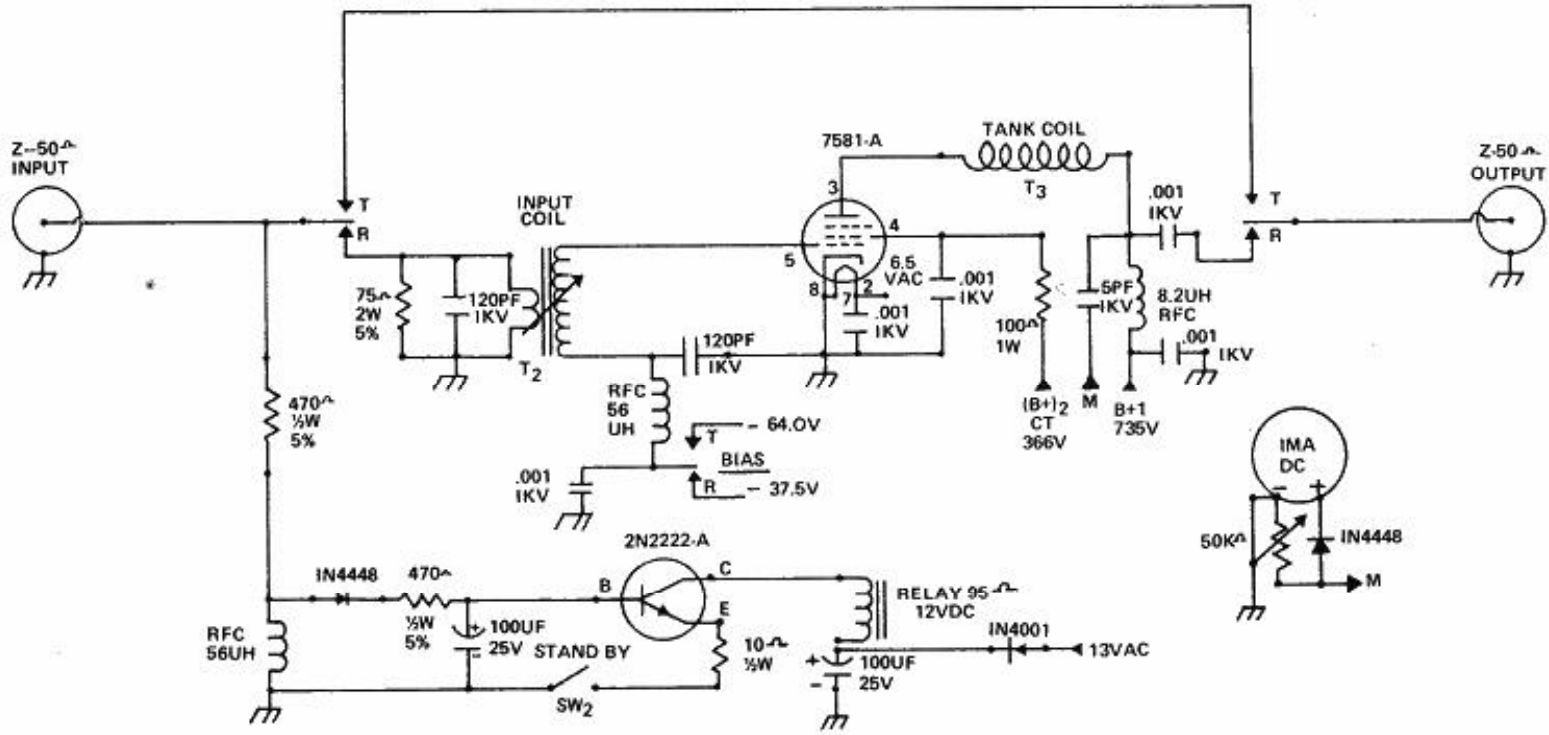 Z--50Ω
INPUT
T
R
75Ω
2W
5%
120PF
1KV
INPUT
COIL
T2
7581-A
3
4
5
8
7
2
6.5
VAC
.001
1KV
.001
1KV
TANK COIL
T3
100Ω
1W
5PF
1KV
8.2UH
RFC
.001
1KV
.001
1KV
(B+)2
CT
366V
M
B+1
735V
T
R
Z-50Ω
OUTPUT
120PF
1KV
RFC
56
UH
T
- 64.0V
BIAS
R
- 37.5V
.001
1KV
470Ω
½W
5%
1MA
DC
- +
50KΩ
IN4448
M
2N2222-A
B
C
E
IN4448
470Ω
½W
5%
+
-
100UF
25V
STAND BY
SW2
10Ω
½W
RFC
56UH
RELAY 95Ω
12VDC
IN4001
13VAC
+
-
100UF
25V